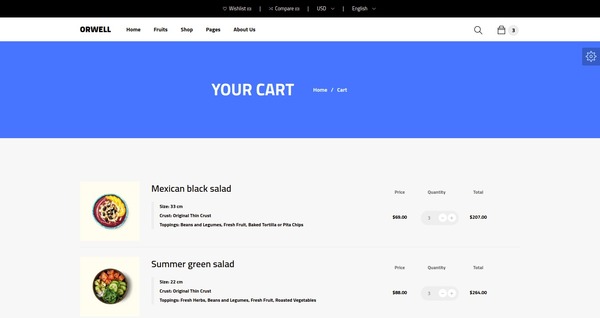 Wishlist (0) | Compare (0) | USD | English
ORWELL Home Fruits Shop Pages About Us 3
YOUR CART Home / Cart
Mexican black salad
Price Quantity Total
Size: 33 cm
Crust: Original Thin Crust
$69.00 3 - + $207.00
Toppings: Beans and Legumes, Fresh Fruit, Baked Tortilla or Pita Chips
Summer green salad
Price Quantity Total
Size: 22 cm
Crust: Original Thin Crust
$88.00 3 - + $264.00
Toppings: Fresh Herbs, Beans and Legumes, Fresh Fruit, Roasted Vegetables